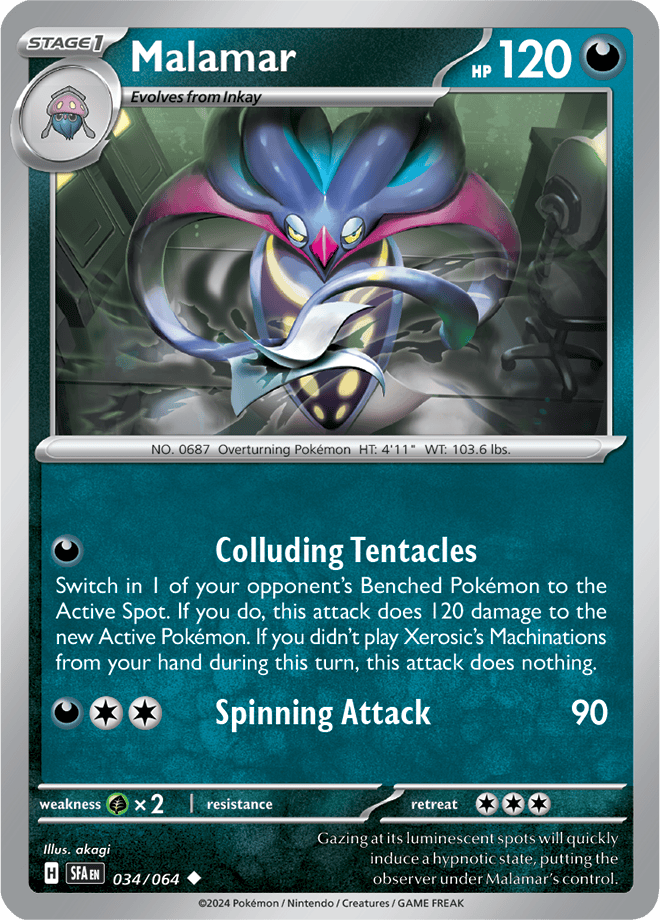 STAGE 1 Malamar HP 120
Evolves from Inkay
NO. 0687 Overturning Pokémon HT: 4'11" WT: 103.6 lbs.
Colluding Tentacles
Switch in 1 of your opponent's Benched Pokémon to the
Active Spot. If you do, this attack does 120 damage to the
new Active Pokémon. If you didn't play Xerosic's Machinations
from your hand during this turn, this attack does nothing.
Spinning Attack 90
weakness ×2 resistance retreat
Illus. akagi
H SFA EN 034/064
Gazing at its luminescent spots will quickly
induce a hypnotic state, putting the
observer under Malamar's control.
©2024 Pokémon / Nintendo / Creatures / GAME FREAK